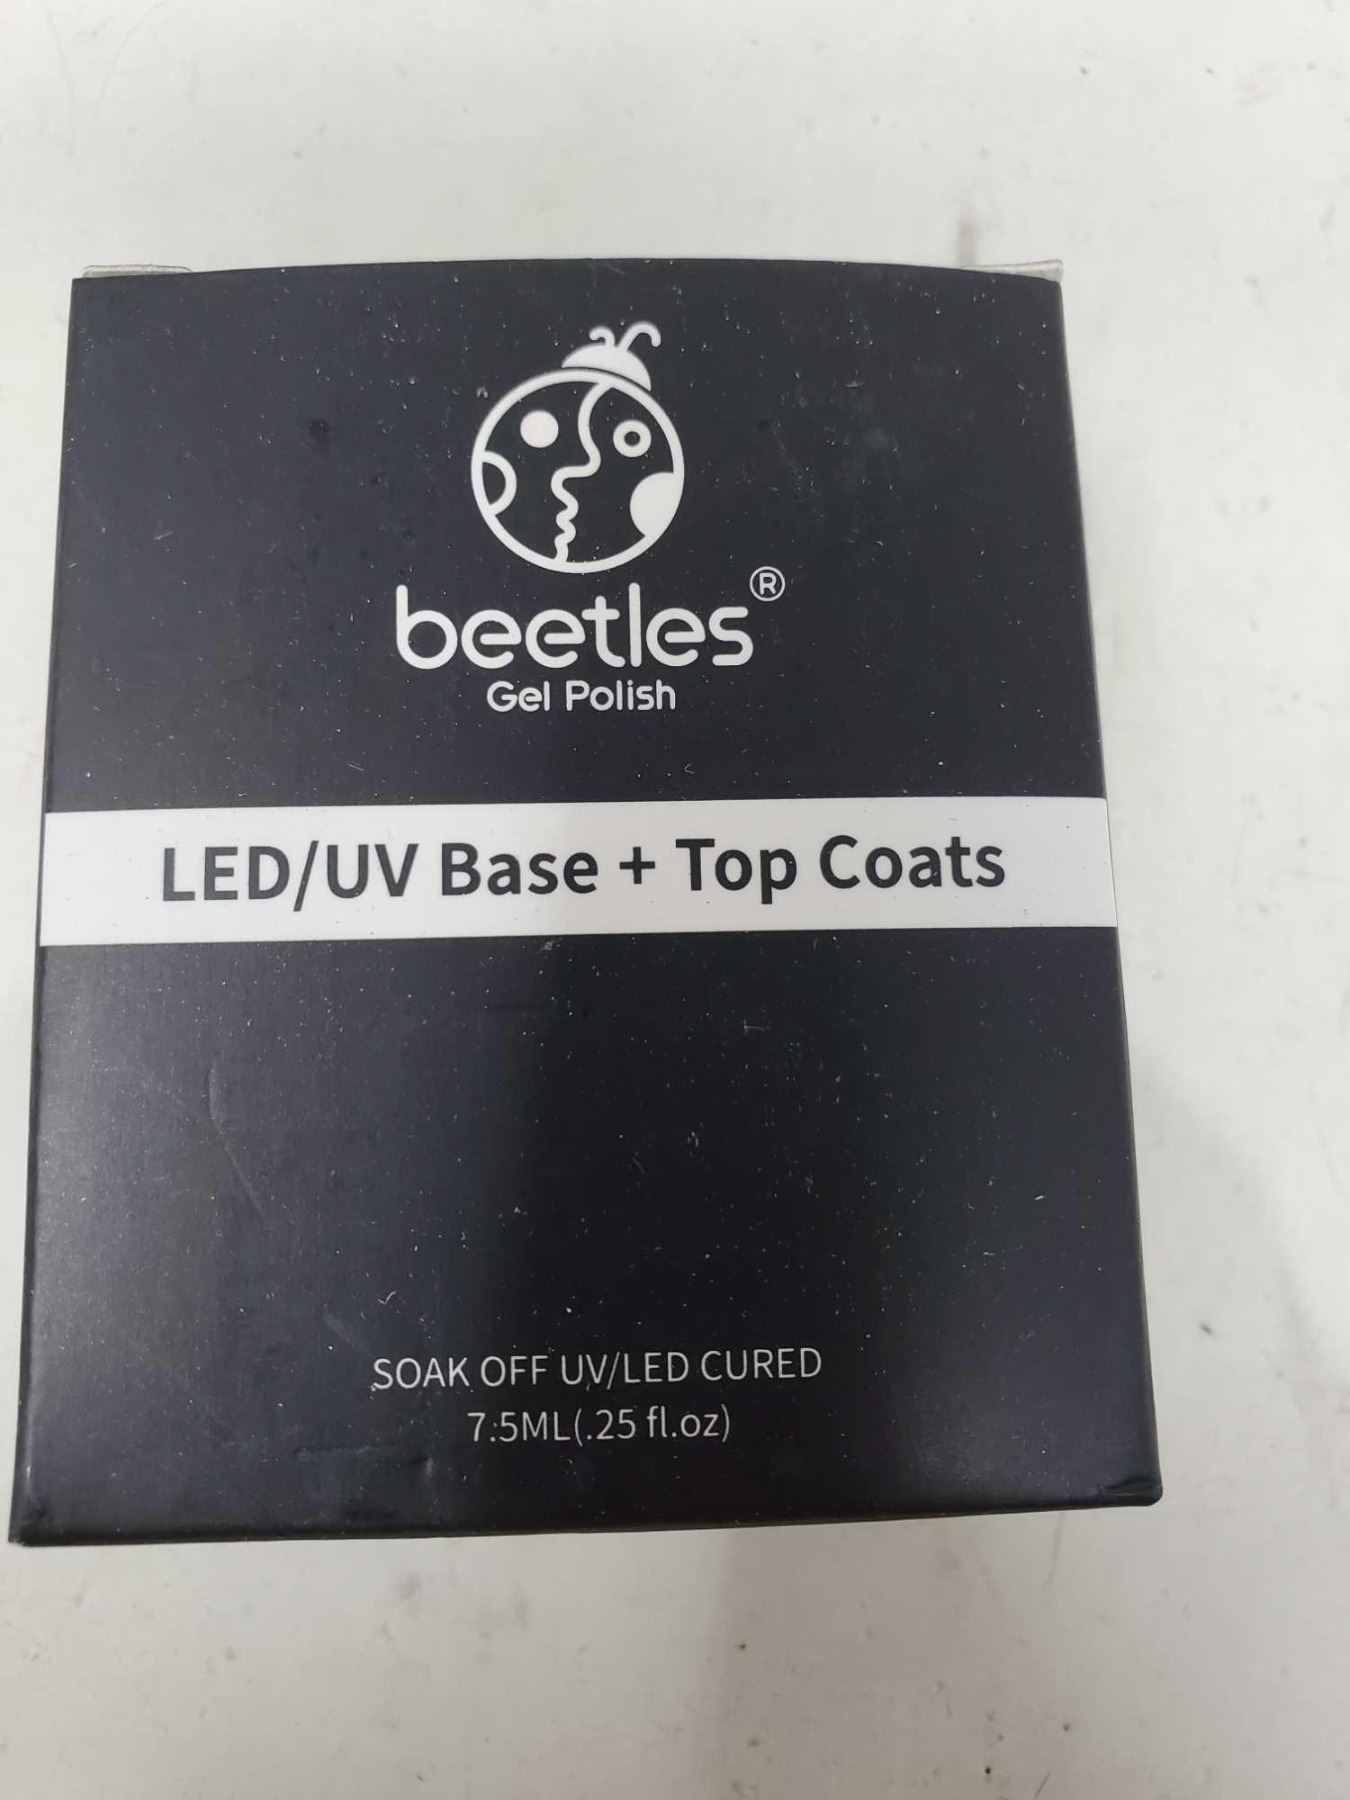 beetles®
Gel Polish
LED/UV Base + Top Coats
SOAK OFF UV/LED CURED
7.5ML(.25 fl.oz)